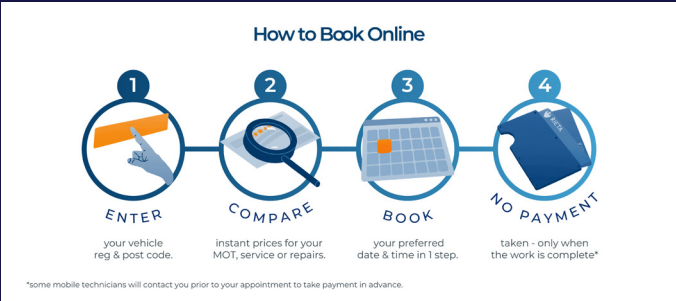 How to Book Online
1
2
3
4
ENTER
COMPARE
BOOK
NO PAYMENT
your vehicle
reg & post code.
instant prices for your
MOT, service or repairs.
your preferred
date & time in 1 step.
taken - only when
the work is complete*
*some mobile technicians will contact you prior to your appointment to take payment in advance.